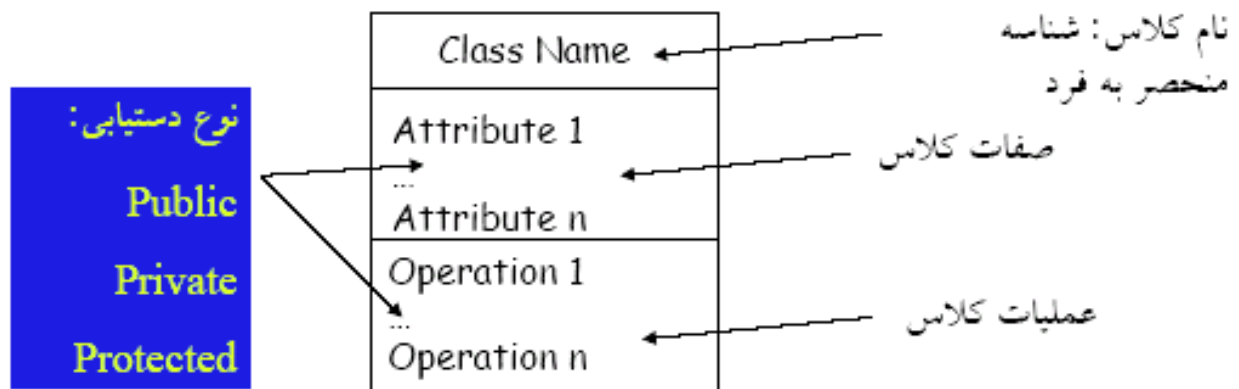 نام کلاس: شناسه
منحصر به فرد
Class Name
نوع دستیابی:
Public
Private
Protected
Attribute 1
...
Attribute n
صفات کلاس
Operation 1
...
Operation n
عملیات کلاس